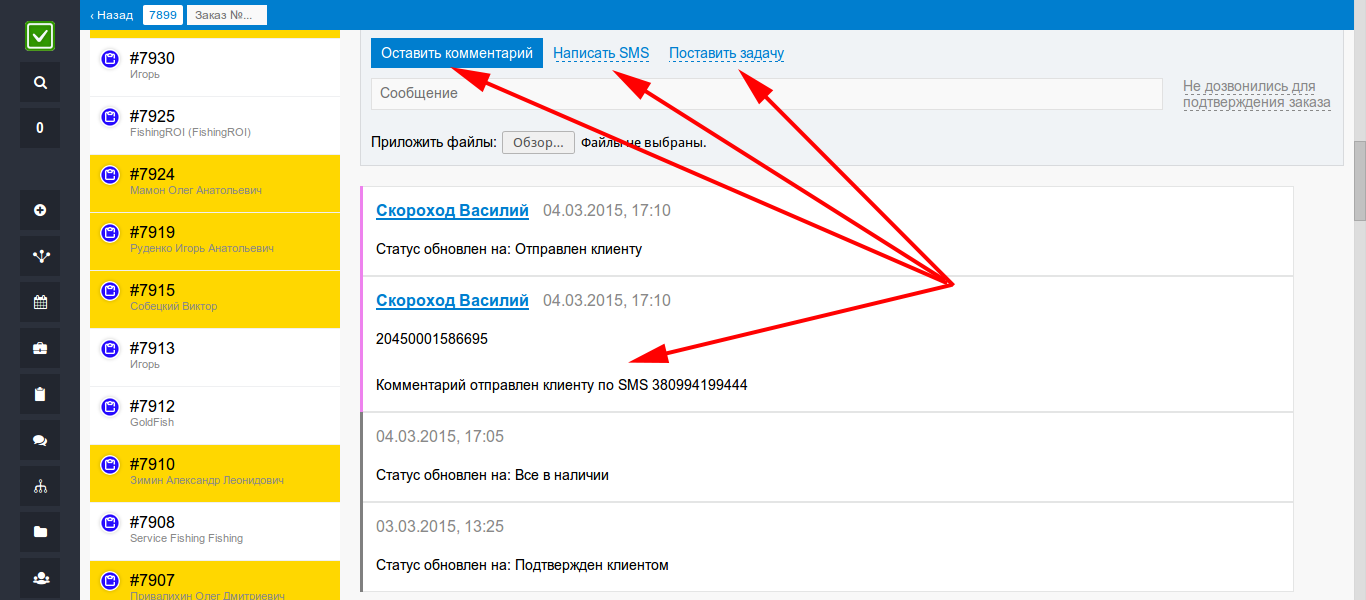 ‹ Назад 7899 Заказ №...
0
#7930
Игорь
#7925
FishingROI (FishingROI)
#7924
Мамон Олег Анатольевич
#7919
Руденко Игорь Анатольевич
#7915
Собецкий Виктор
#7913
Игорь
#7912
GoldFish
#7910
Зимин Александр Леонидович
#7908
Service Fishing Fishing
#7907
Привалихин Олег Дмитриевич
Оставить комментарий Написать SMS Поставить задачу
Сообщение
Не дозвонились для
подтверждения заказа
Приложить файлы: Обзор... Файлы не выбраны.
Скороход Василий 04.03.2015, 17:10
Статус обновлен на: Отправлен клиенту
Скороход Василий 04.03.2015, 17:10
20450001586695
Комментарий отправлен клиенту по SMS 380994199444
04.03.2015, 17:05
Статус обновлен на: Все в наличии
03.03.2015, 13:25
Статус обновлен на: Подтвержден клиентом